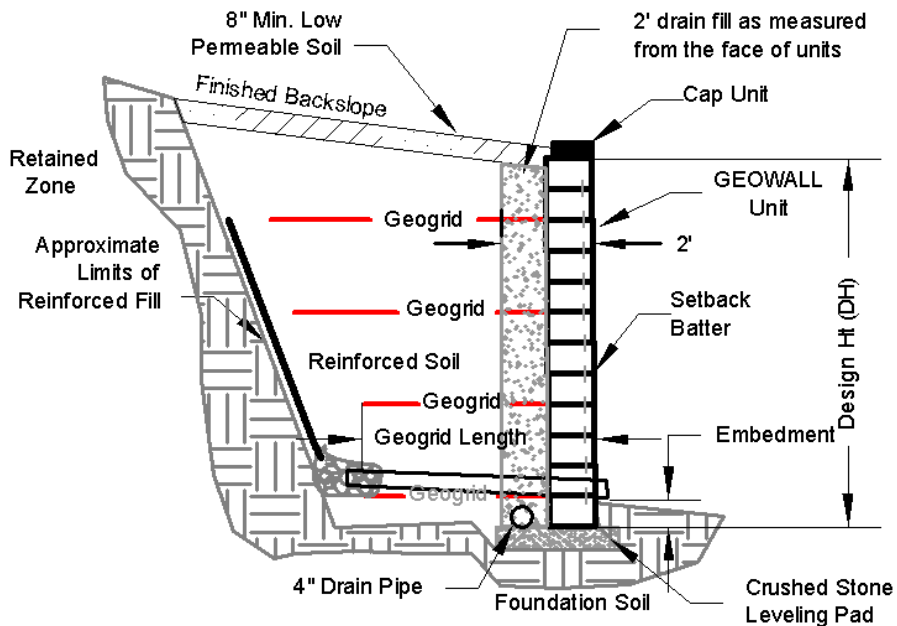 8" Min. Low
Permeable Soil
2' drain fill as measured
from the face of units
Finished Backslope
Cap Unit
Retained
Zone
GEOWALL
Unit
Geogrid
2'
Approximate
Limits of
Reinforced Fill
Setback
Batter
Geogrid
Design Ht (DH)
Reinforced Soil
Geogrid
Geogrid Length
Embedment
Geogrid
4" Drain Pipe
Foundation Soil
Crushed Stone
Leveling Pad